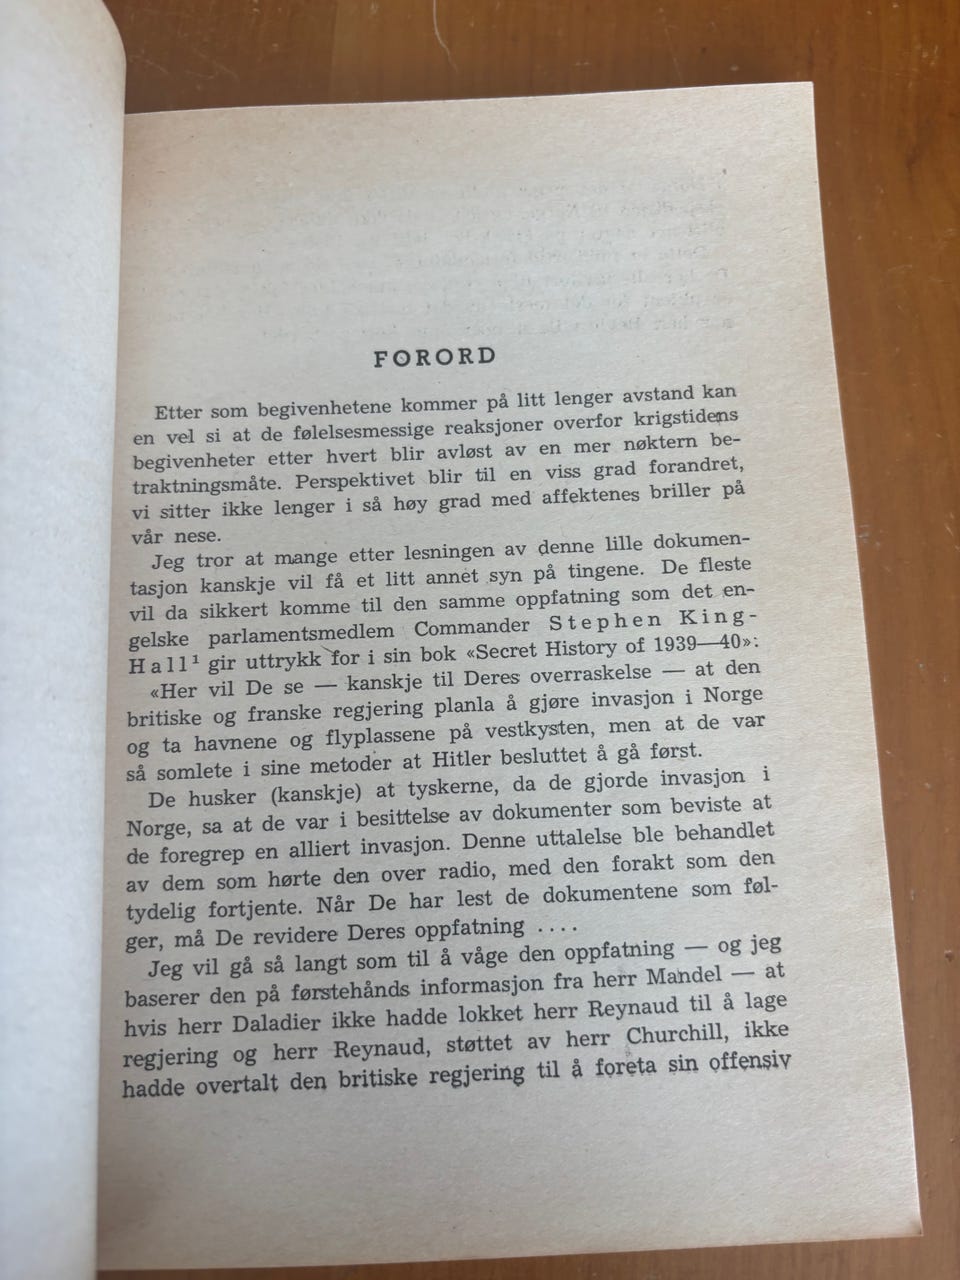 FORORD
Etter som begivenhetene kommer på litt lenger avstand kan
en vel si at de følelsesmessige reaksjoner overfor krigstidens
begivenheter etter hvert blir avløst av en mer nøktern be-
traktningsmåte. Perspektivet blir til en viss grad forandret,
vi sitter ikke lenger i så høy grad med affektenes briller på
vår nese.
Jeg tror at mange etter lesningen av denne lille dokumen-
tasjon kanskje vil få et litt annet syn på tingene. De fleste
vil da sikkert komme til den samme oppfatning som det en-
gelske parlamentsmedlem Commander Stephen King-
Hall¹ gir uttrykk for i sin bok «Secret History of 1939—40»:
«Her vil De se — kanskje til Deres overraskelse — at den
britiske og franske regjering planla å gjøre invasjon i Norge
og ta havnene og flyplassene på vestkysten, men at de var
så somlete i sine metoder at Hitler besluttet å gå først.
De husker (kanskje) at tyskerne, da de gjorde invasjon i
Norge, sa at de var i besittelse av dokumenter som beviste at
de foregrep en alliert invasjon. Denne uttalelse ble behandlet
av dem som hørte den over radio, med den forakt som den
tydelig fortjente. Når De har lest de dokumentene som føl-
ger, må De revidere Deres oppfatning ....
Jeg vil gå så langt som til å våge den oppfatning — og jeg
baserer den på førstehånds informasjon fra herr Mandel — at
hvis herr Daladier ikke hadde lokket herr Reynaud til å lage
regjering og herr Reynaud, støttet av herr Churchill, ikke
hadde overtalt den britiske regjering til å foreta sin offensiv